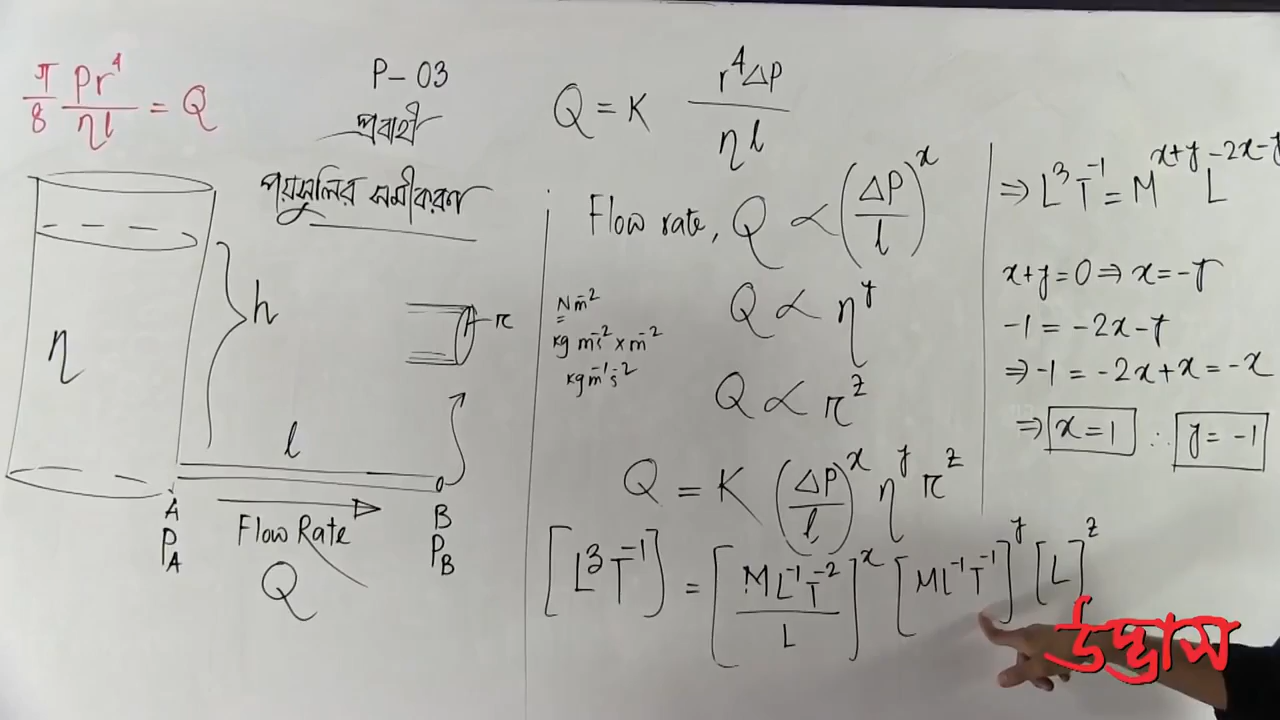 π/8 Pr⁴/ηl = Q
P-03
প্রবাহী
পয়সুলির সমীকরণ
η
h
l
r
A
P_A
Flow Rate
Q
B
P_B
Q = K r⁴ΔP/ηl
Flow rate, Q ∝ (ΔP/l)^x
Nm⁻²
=
kg ms⁻² × m⁻²
kgm⁻¹s⁻²
Q ∝ η^y
Q ∝ r^z
Q = K (ΔP/l)^x η^y r^z
[L³T⁻¹] = [ML⁻¹T⁻²/L]^x [ML⁻¹T⁻¹]^y [L]^z
⇒ L³T⁻¹ = M^(x+y) L^(-2x-y
x+y=0 ⇒ x=-y
-1 = -2x-y
⇒ -1 = -2x+x = -x
⇒ x=1 ∴ y=-1
উদ্ভাস